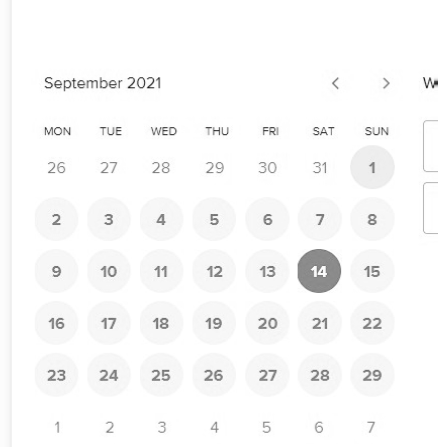 September 2021 < > W
MON TUE WED THU FRI SAT SUN
26 27 28 29 30 31 1
2 3 4 5 6 7 8
9 10 11 12 13 14 15
16 17 18 19 20 21 22
23 24 25 26 27 28 29
1 2 3 4 5 6 7